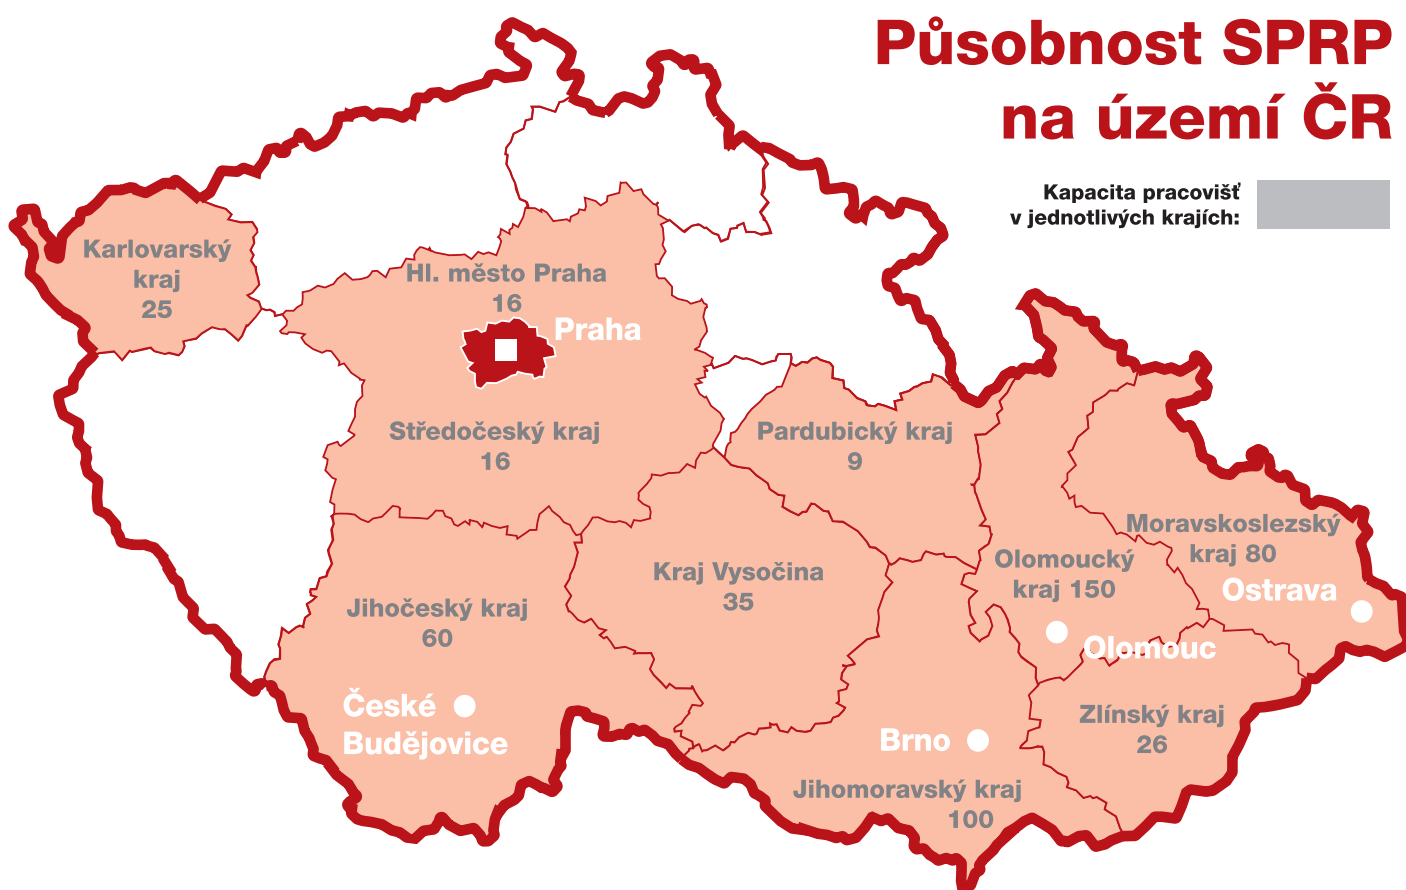 Působnost SPRP
na území ČR
Kapacita pracovišť
v jednotlivých krajích:
Karlovarský
kraj
25
Hl. město Praha
16
Praha
Středočeský kraj
16
Pardubický kraj
9
Moravskoslezský
kraj 80
Ostrava
Olomoucký
kraj 150
Olomouc
Kraj Vysočina
35
Jihočeský kraj
60
České
Budějovice
Zlínský kraj
26
Brno
Jihomoravský kraj
100